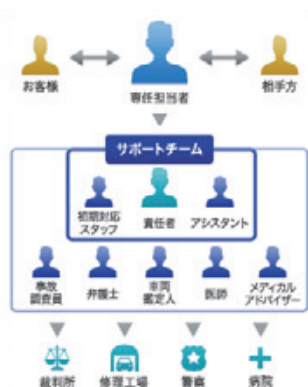 お客様
専任担当者
相手方
サポートチーム
初期対応
スタッフ
責任者
アシスタント
事故
調査員
弁護士
車両
鑑定人
医師
メディカル
アドバイザー
裁判所
修理工場
警察
病院